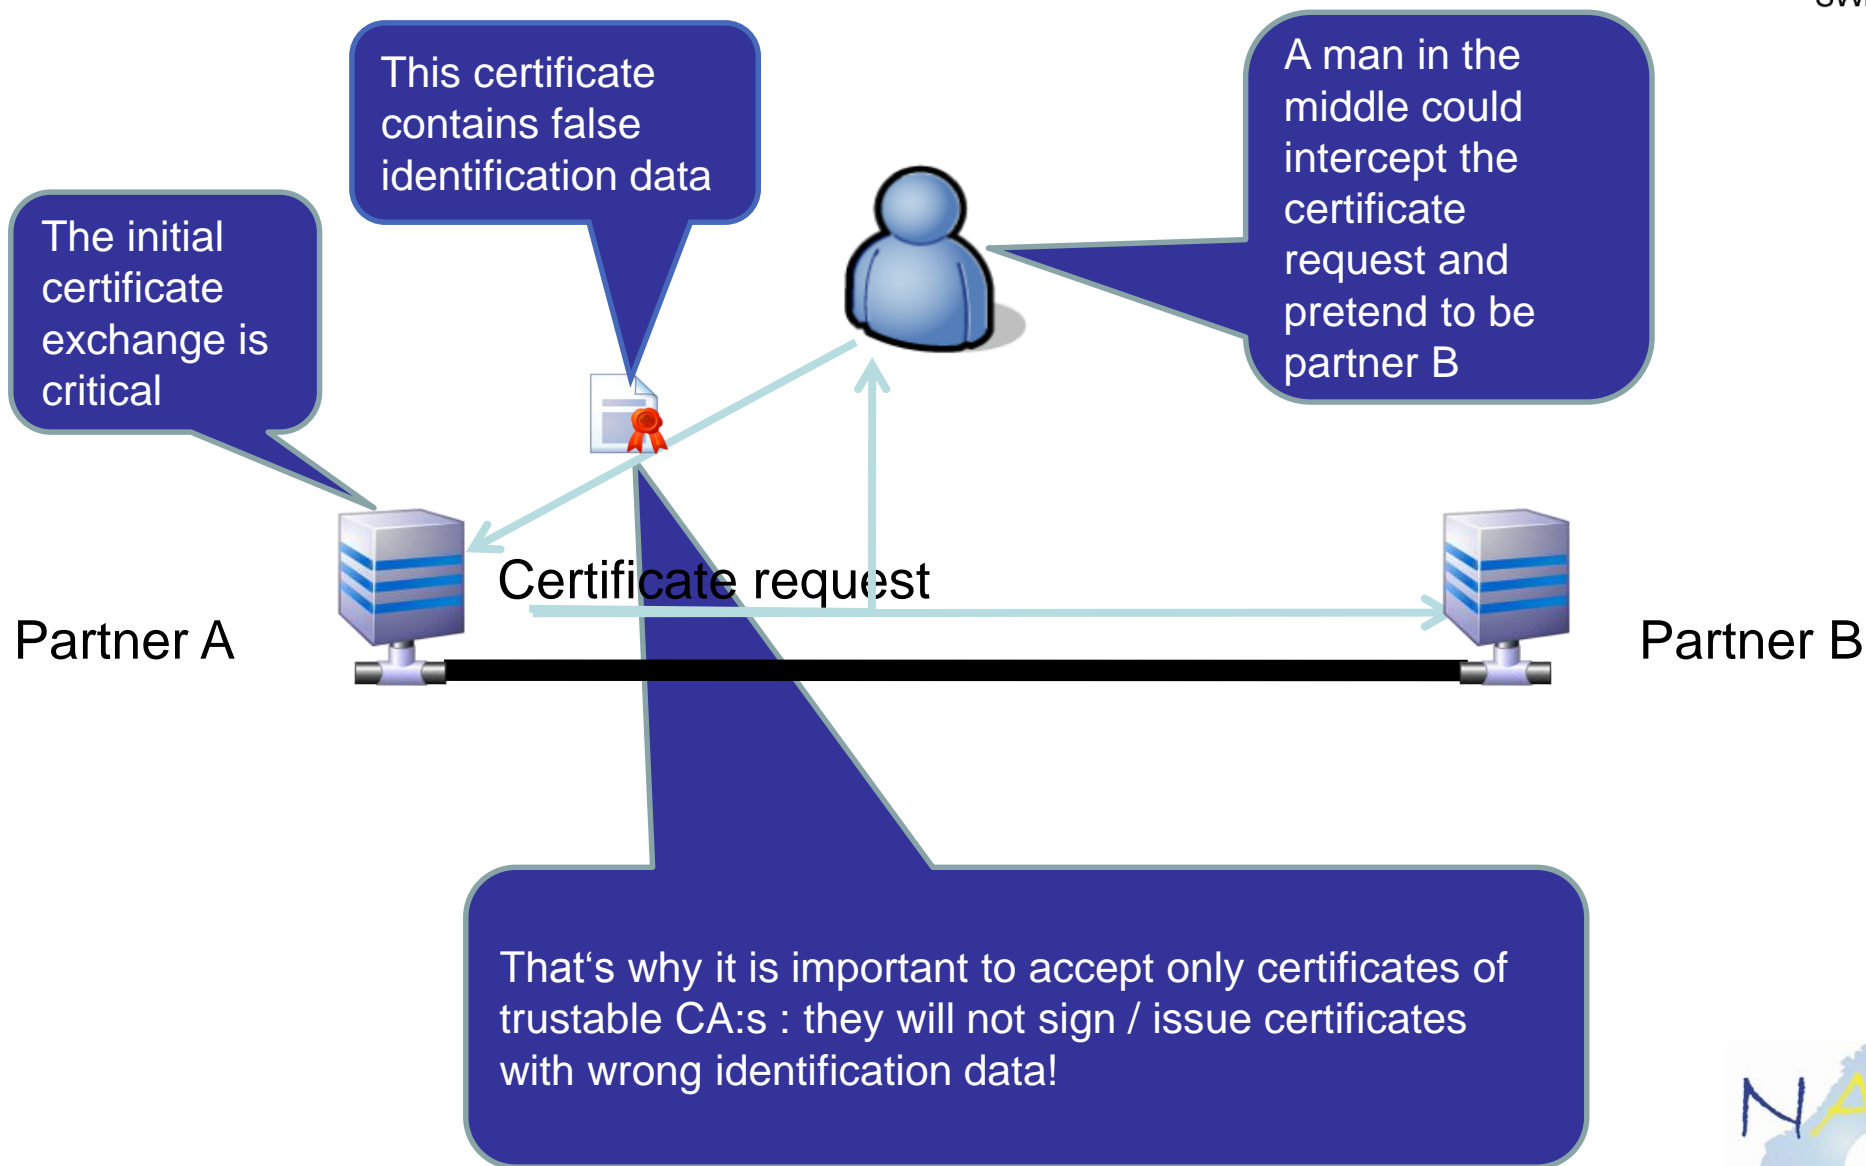 This certificate
contains false
identification data
A man in the
middle could
intercept the
certificate
request and
pretend to be
partner B
The initial
certificate
exchange is
critical
Certificate request
Partner A
Partner B
That‘s why it is important to accept only certificates of
trustable CA:s : they will not sign / issue certificates
with wrong identification data!